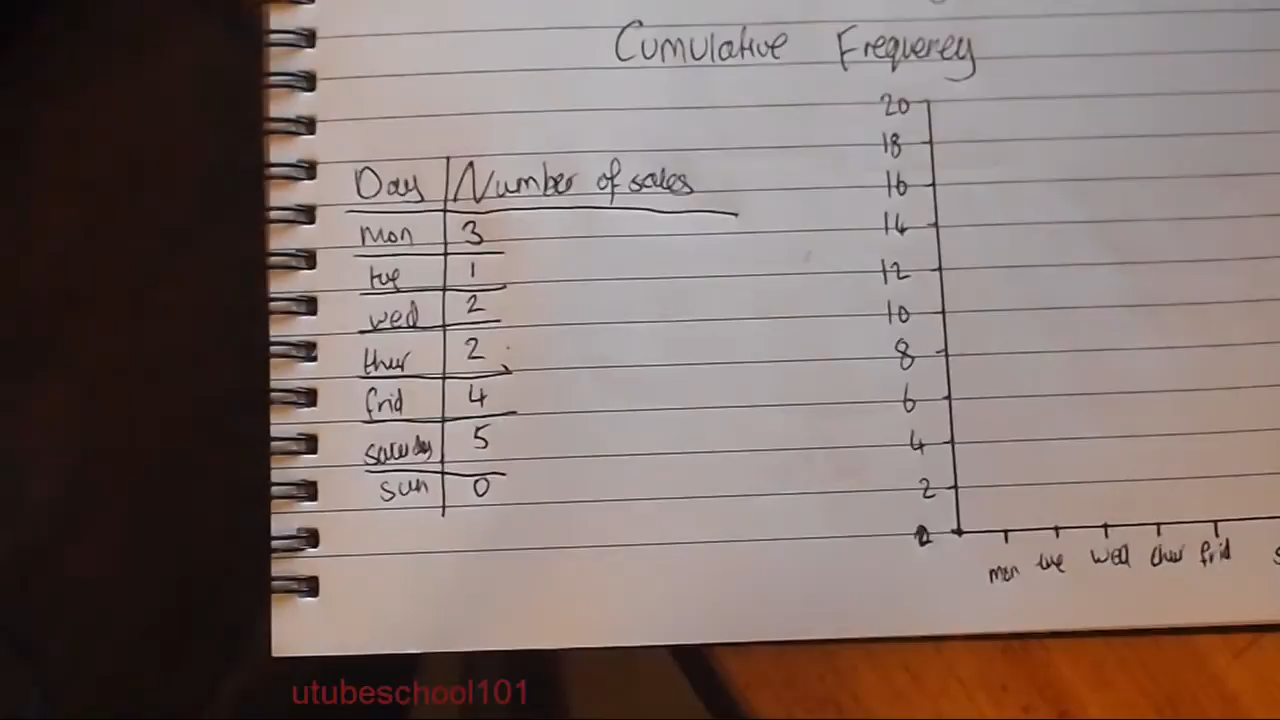 Cumulative Frequency
Day Number of sales
mon 3
tue 1
wed 2
thur 2
frid 4
saturday 5
sun 0
20
18
16
14
12
10
8
6
4
2
mon tue wed thur frid s
utubeschool101